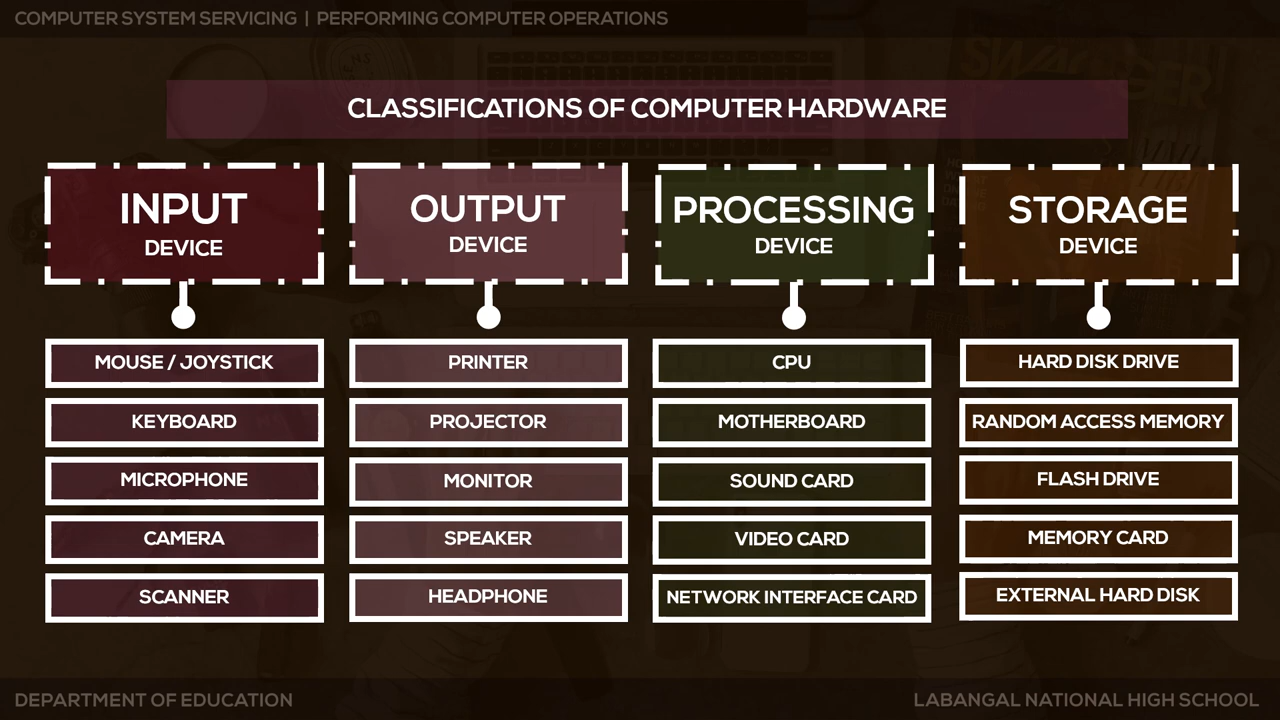 COMPUTER SYSTEM SERVICING | PERFORMING COMPUTER OPERATIONS
CLASSIFICATIONS OF COMPUTER HARDWARE
INPUT
DEVICE
MOUSE / JOYSTICK
KEYBOARD
MICROPHONE
CAMERA
SCANNER
OUTPUT
DEVICE
PRINTER
PROJECTOR
MONITOR
SPEAKER
HEADPHONE
PROCESSING
DEVICE
CPU
MOTHERBOARD
SOUND CARD
VIDEO CARD
NETWORK INTERFACE CARD
STORAGE
DEVICE
HARD DISK DRIVE
RANDOM ACCESS MEMORY
FLASH DRIVE
MEMORY CARD
EXTERNAL HARD DISK
DEPARTMENT OF EDUCATION
LABANGAL NATIONAL HIGH SCHOOL